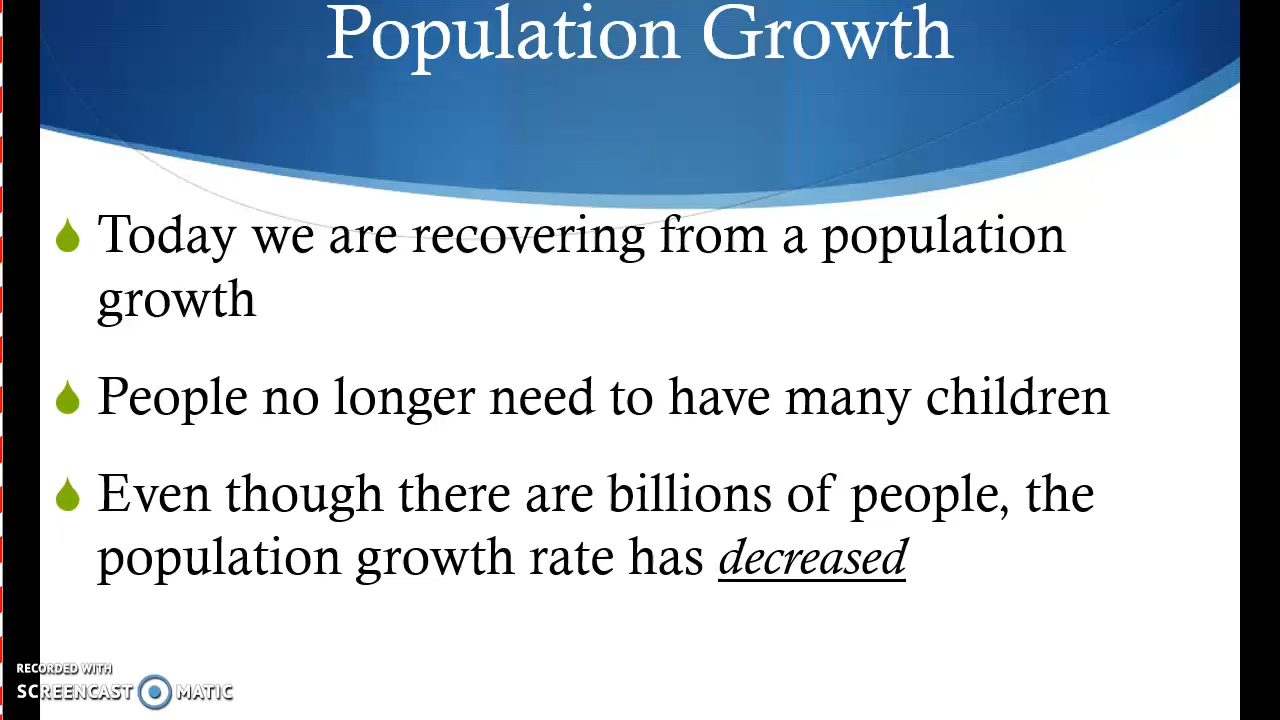 Population Growth
Today we are recovering from a population
growth
People no longer need to have many children
Even though there are billions of people, the
population growth rate has decreased
RECORDED WITH
SCREENCAST MATIC